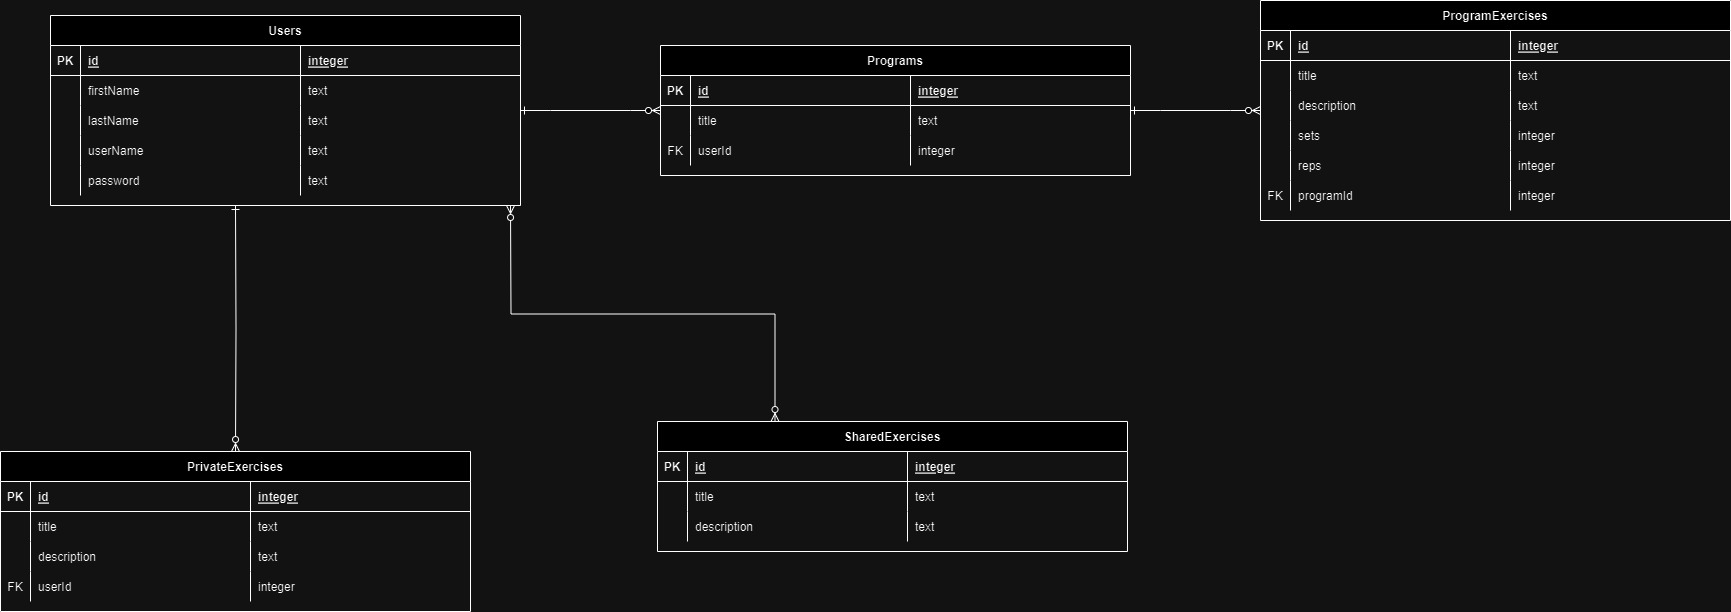 Users
PK id integer
firstName text
lastName text
userName text
password text
Programs
PK id integer
title text
FK userId integer
ProgramExercises
PK id integer
title text
description text
sets integer
reps integer
FK programId integer
PrivateExercises
PK id integer
title text
description text
FK userId integer
SharedExercises
PK id integer
title text
description text